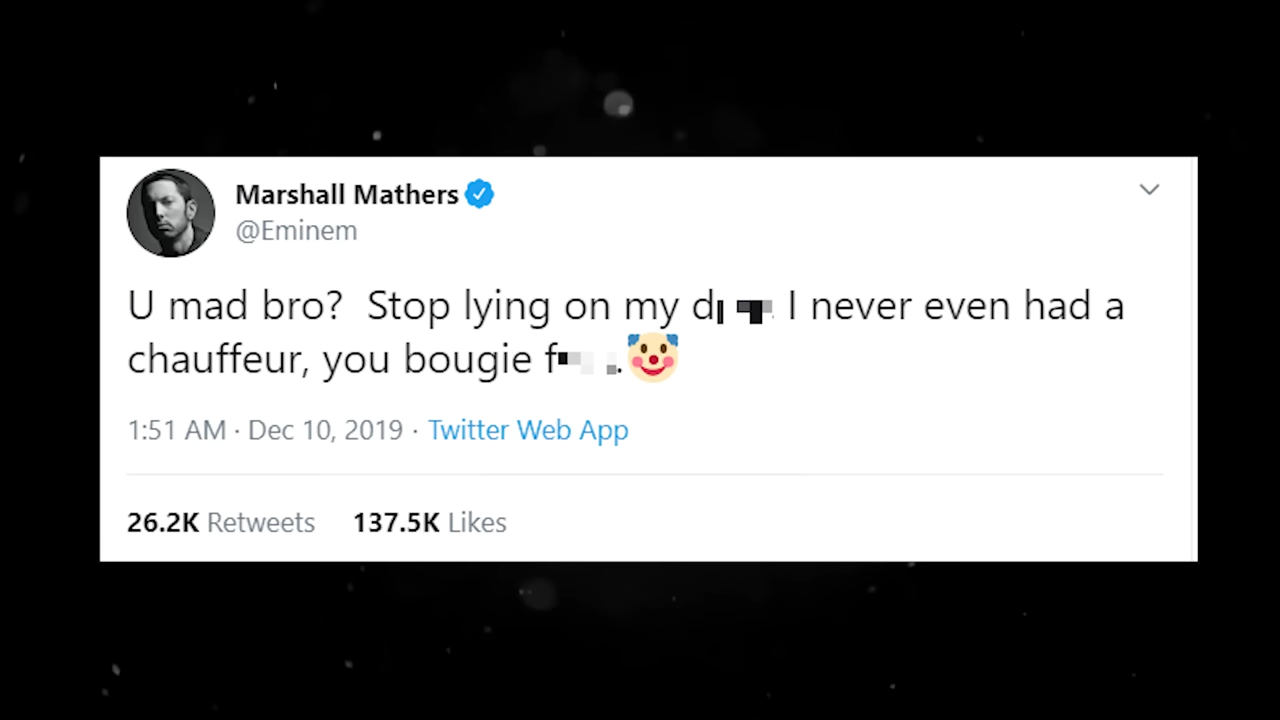 Marshall Mathers
@Eminem
U mad bro? Stop lying on my I never even had a
chauffeur, you bougie 🤡
1:51 AM · Dec 10, 2019 · Twitter Web App
26.2K Retweets 137.5K Likes